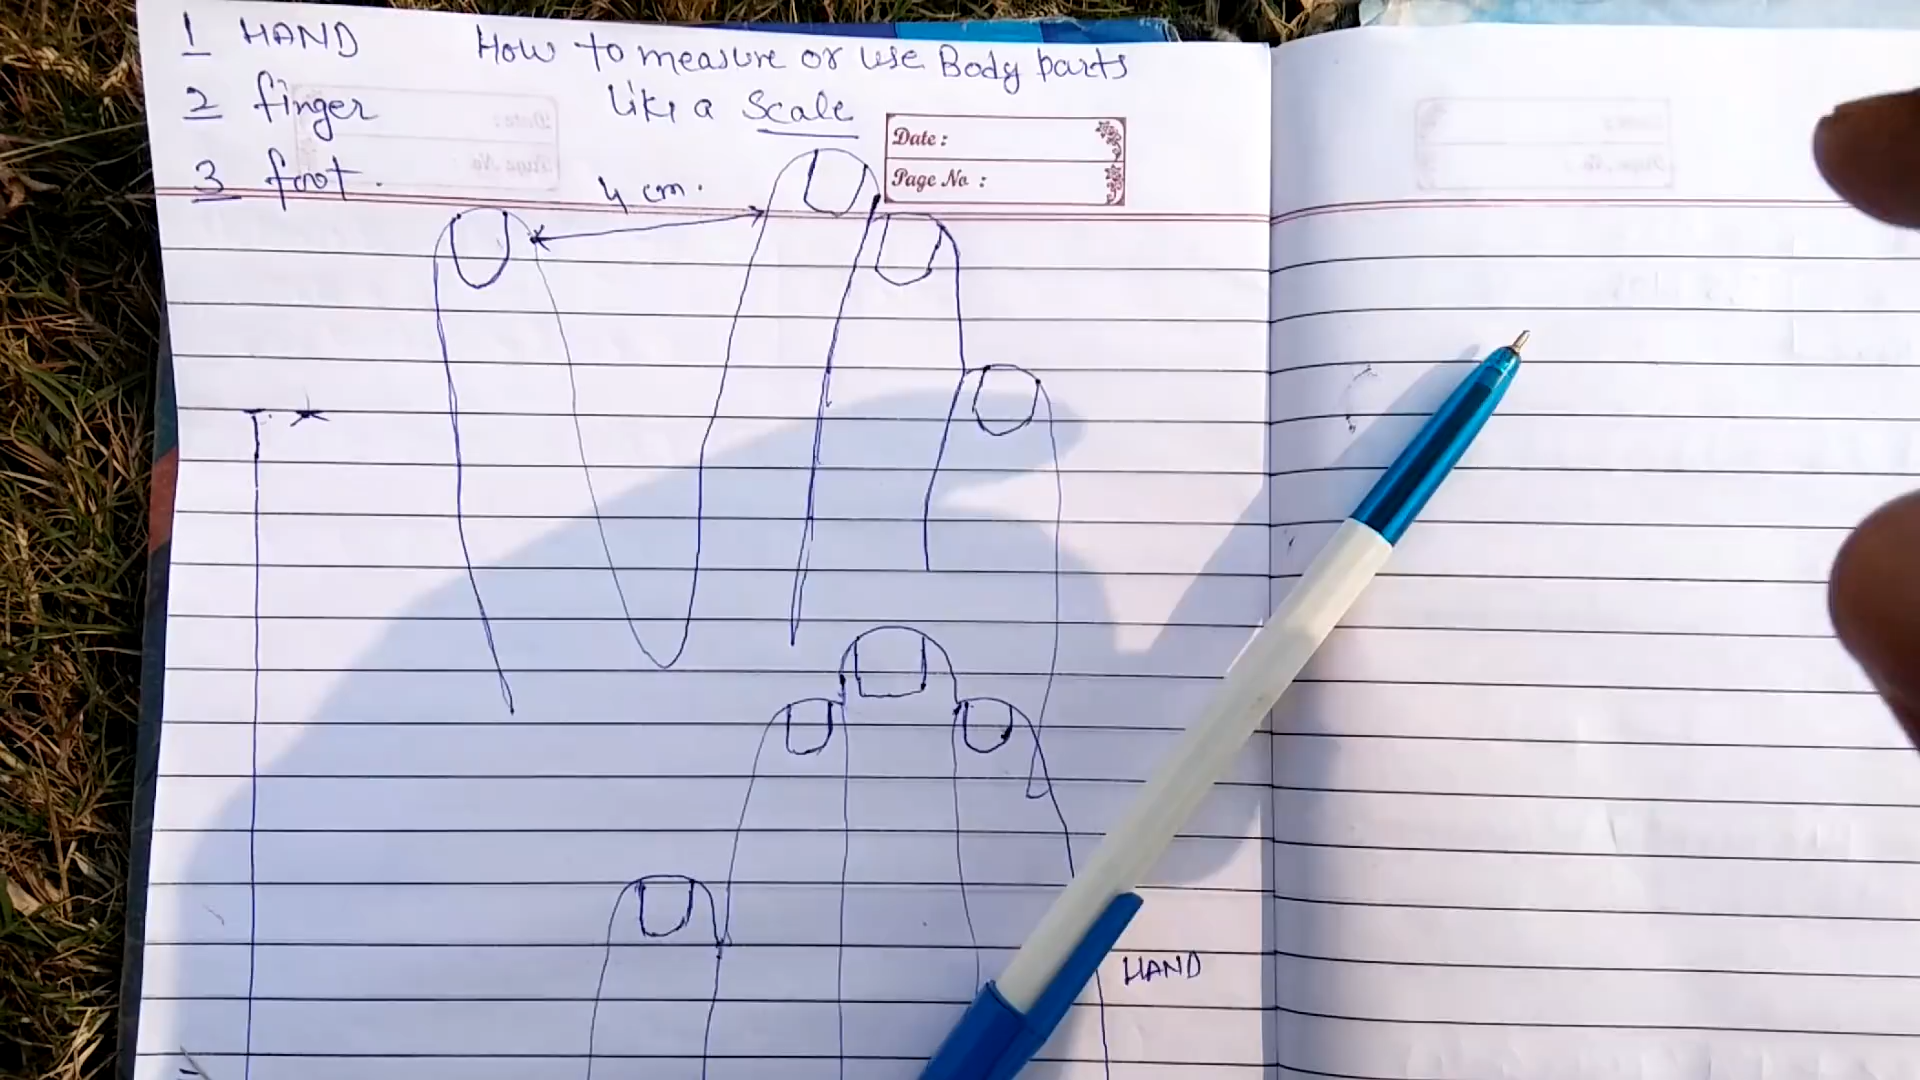 1 HAND
2 finger
3 foot.
How to measure or use Body parts
like a Scale
Date :
Page No :
4 cm.
HAND